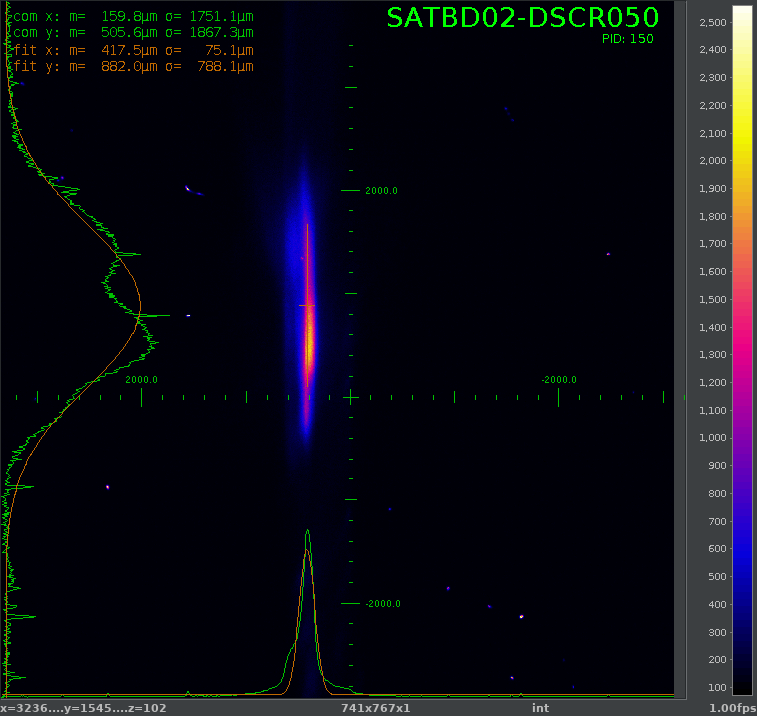 com x: m=  159.8µm σ= 1751.1µm
com y: m=  505.6µm σ= 1867.3µm
fit x: m=  417.5µm σ=   75.1µm
fit y: m=  882.0µm σ=  788.1µm
SATBD02-DSCR050
PID: 150
2000.0
2000.0
-2000.0
-2000.0
2,500
2,400
2,300
2,200
2,100
2,000
1,900
1,800
1,700
1,600
1,500
1,400
1,300
1,200
1,100
1,000
900
800
700
600
500
400
300
200
100
x=3236....y=1545....z=102
741x767x1
int
1.00fps